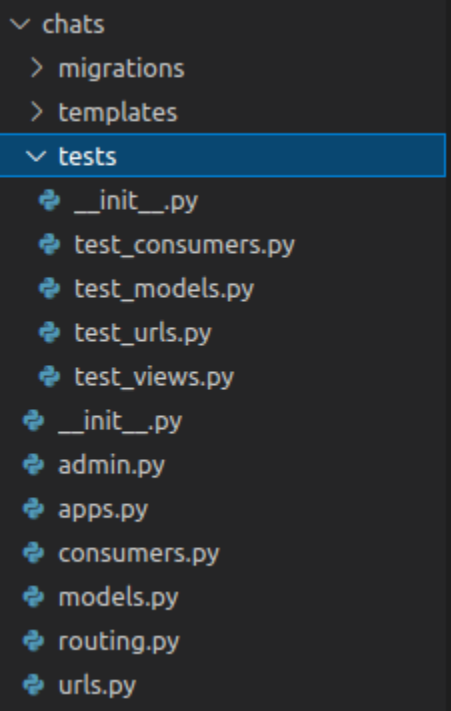 chats
migrations
templates
tests
__init__.py
test_consumers.py
test_models.py
test_urls.py
test_views.py
__init__.py
admin.py
apps.py
consumers.py
models.py
routing.py
urls.py